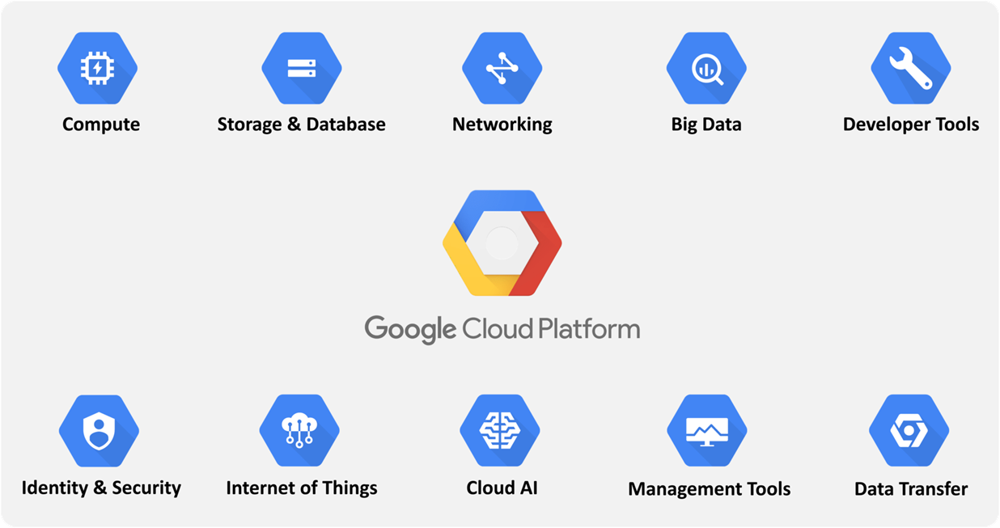 Compute
Storage & Database
Networking
Big Data
Developer Tools
Google Cloud Platform
Identity & Security
Internet of Things
Cloud AI
Management Tools
Data Transfer